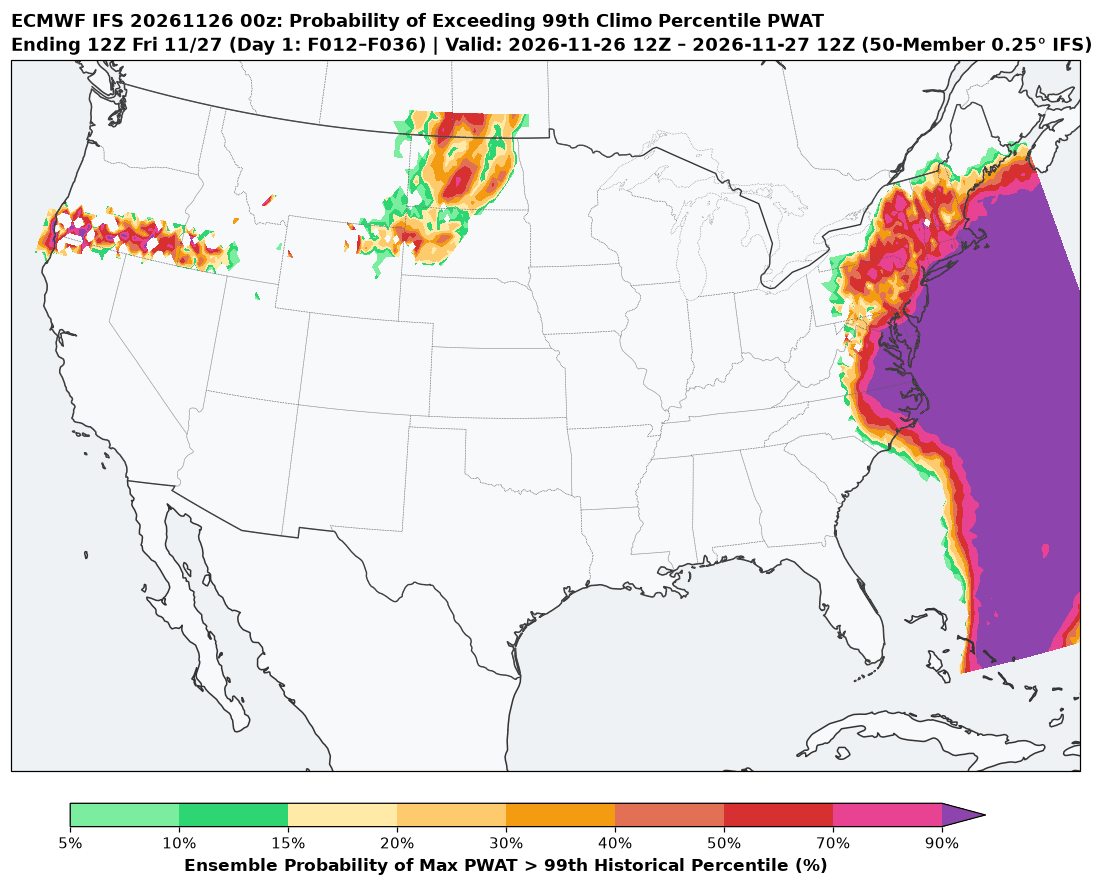 ECMWF IFS 20261126 00z: Probability of Exceeding 99th Climo Percentile PWAT
Ending 12Z Fri 11/27 (Day 1: F012–F036) | Valid: 2026-11-26 12Z – 2026-11-27 12Z (50-Member 0.25° IFS)
5% 10% 15% 20% 30% 40% 50% 70% 90%
Ensemble Probability of Max PWAT > 99th Historical Percentile (%)